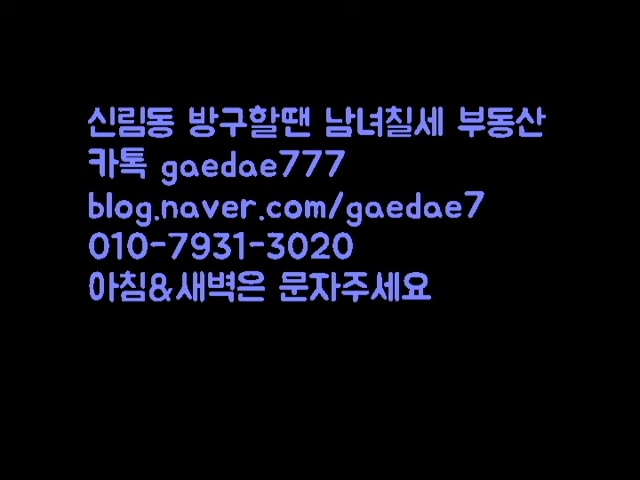 신림동 방구할땐 남녀칠세 부동산
카톡 gaedae777
blog.naver.com/gaedae7
010-7931-3020
아침&새벽은 문자주세요